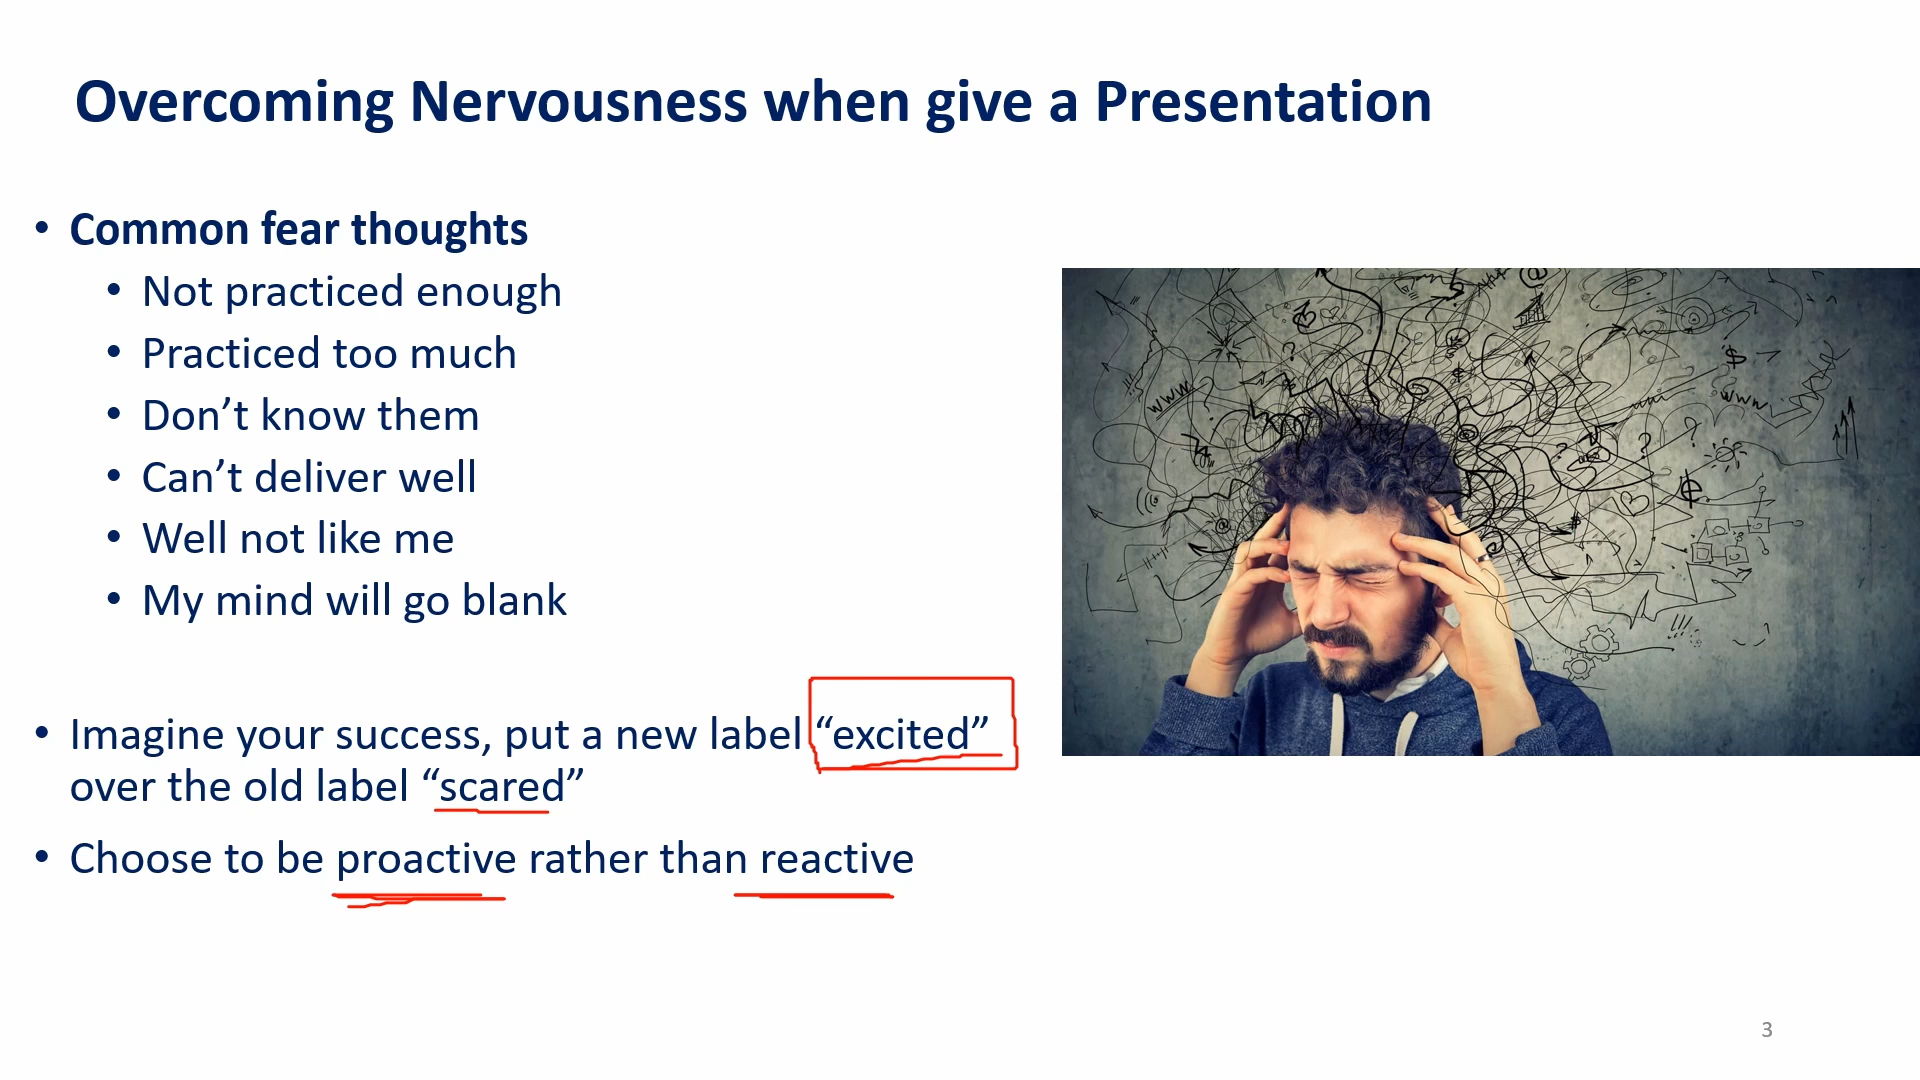 Overcoming Nervousness when give a Presentation
• Common fear thoughts
• Not practiced enough
• Practiced too much
• Don’t know them
• Can’t deliver well
• Well not like me
• My mind will go blank
• Imagine your success, put a new label “excited”
over the old label “scared”
• Choose to be proactive rather than reactive
www
www
3